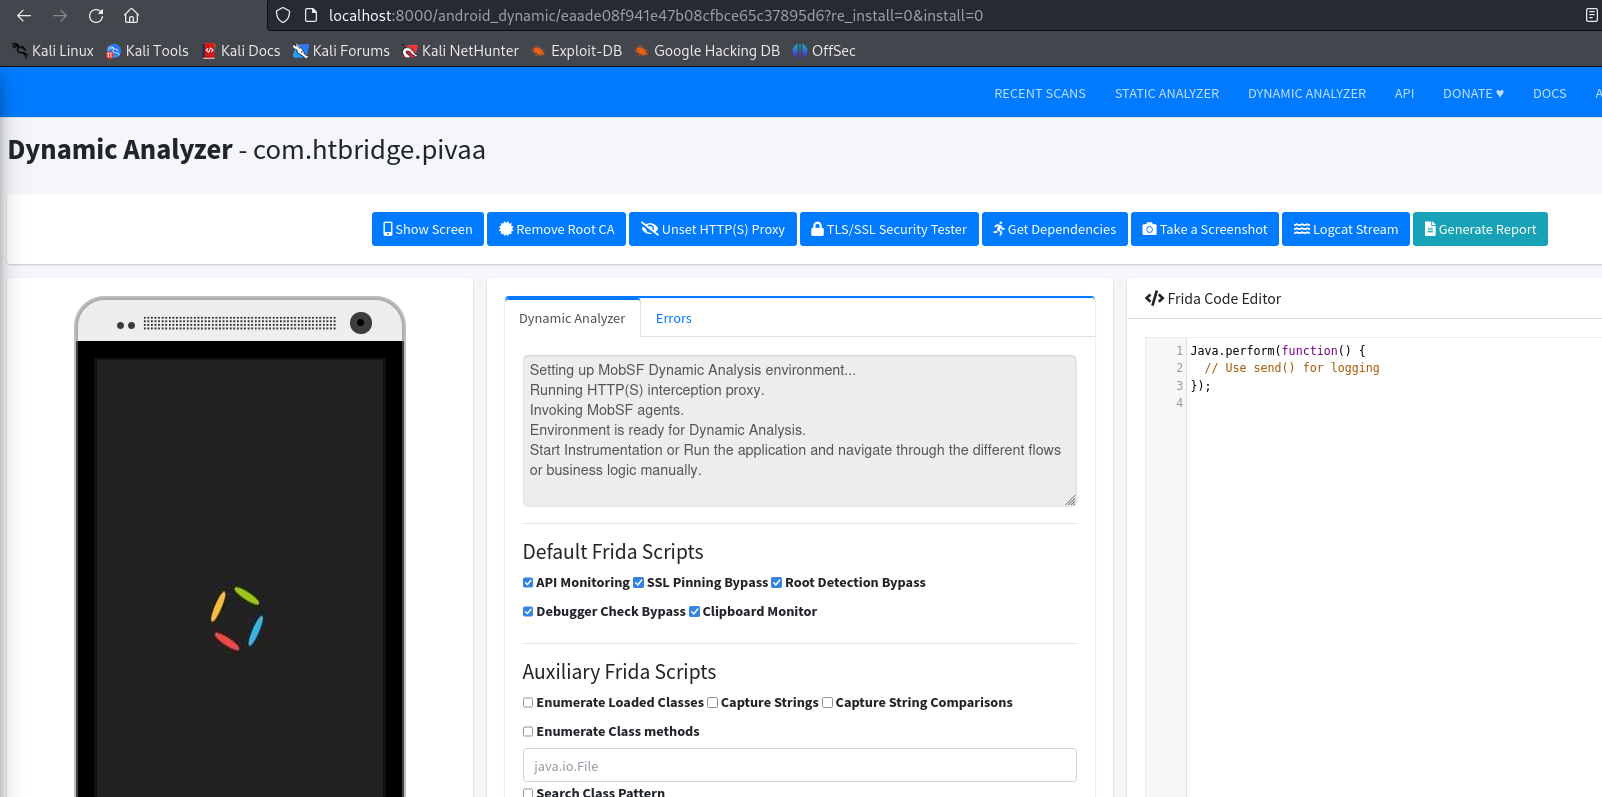 localhost:8000/android_dynamic/eaade08f941e47b08cfbce65c37895d6?re_install=0&install=0
Kali Linux Kali Tools Kali Docs Kali Forums Kali NetHunter Exploit-DB Google Hacking DB OffSec
RECENT SCANS STATIC ANALYZER DYNAMIC ANALYZER API DONATE ♥ DOCS A
Dynamic Analyzer - com.htbridge.pivaa
Show Screen Remove Root CA Unset HTTP(S) Proxy TLS/SSL Security Tester Get Dependencies Take a Screenshot Logcat Stream Generate Report
Dynamic Analyzer Errors
Setting up MobSF Dynamic Analysis environment...
Running HTTP(S) interception proxy.
Invoking MobSF agents.
Environment is ready for Dynamic Analysis.
Start Instrumentation or Run the application and navigate through the different flows
or business logic manually.
Default Frida Scripts
API Monitoring SSL Pinning Bypass Root Detection Bypass
Debugger Check Bypass Clipboard Monitor
Auxiliary Frida Scripts
Enumerate Loaded Classes Capture Strings Capture String Comparisons
Enumerate Class methods
java.io.File
Search Class Pattern
</> Frida Code Editor
1 Java.perform(function() {
2 // Use send() for logging
3 });
4